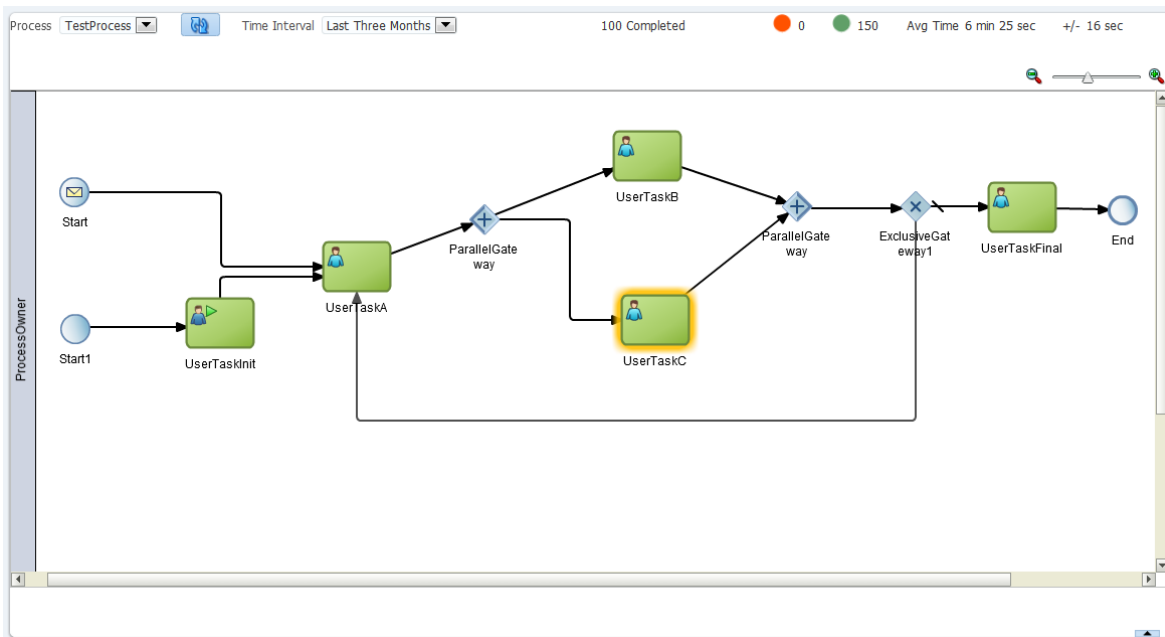 Process TestProcess Time Interval Last Three Months 100 Completed 0 150 Avg Time 6 min 25 sec +/- 16 sec
ProcessOwner
Start
Start1
UserTaskInit
UserTaskA
ParallelGate
way
UserTaskB
UserTaskC
ParallelGate
way
ExclusiveGat
eway1
UserTaskFinal
End